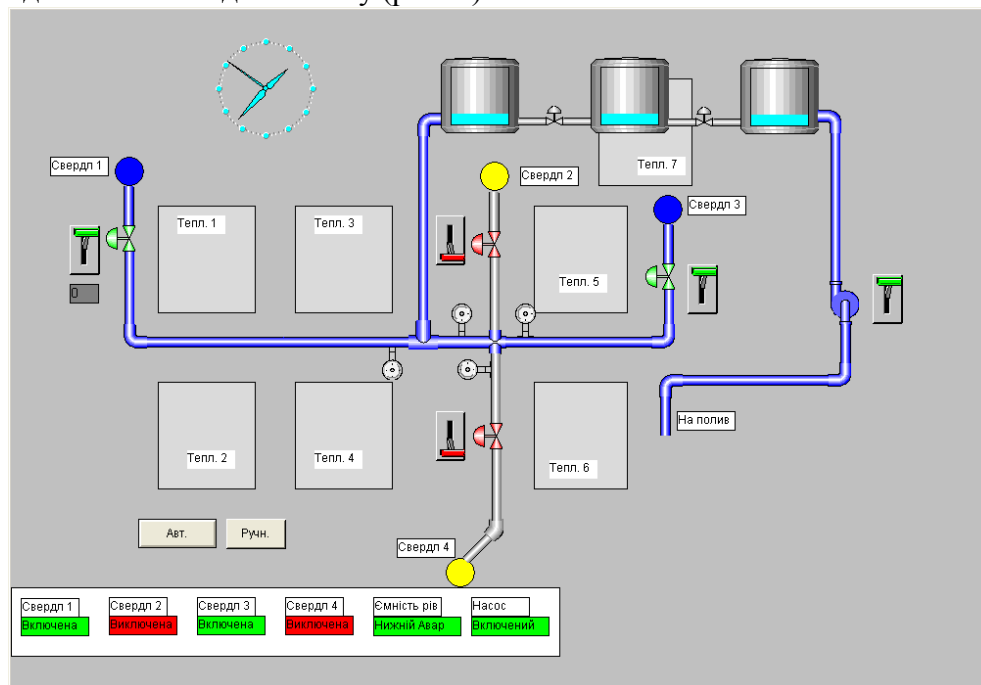 Свердл 1
Свердл 2
Тепл. 7
Свердл 3
Тепл. 1
Тепл. 3
Тепл. 5
0
На полив
Тепл. 2
Тепл. 4
Тепл. 6
Авт.
Ручн.
Свердл 4
Свердл 1 Свердл 2 Свердл 3 Свердл 4 Ємність рів Насос
Включена Виключена Включена Виключена Нижній Авар Включений